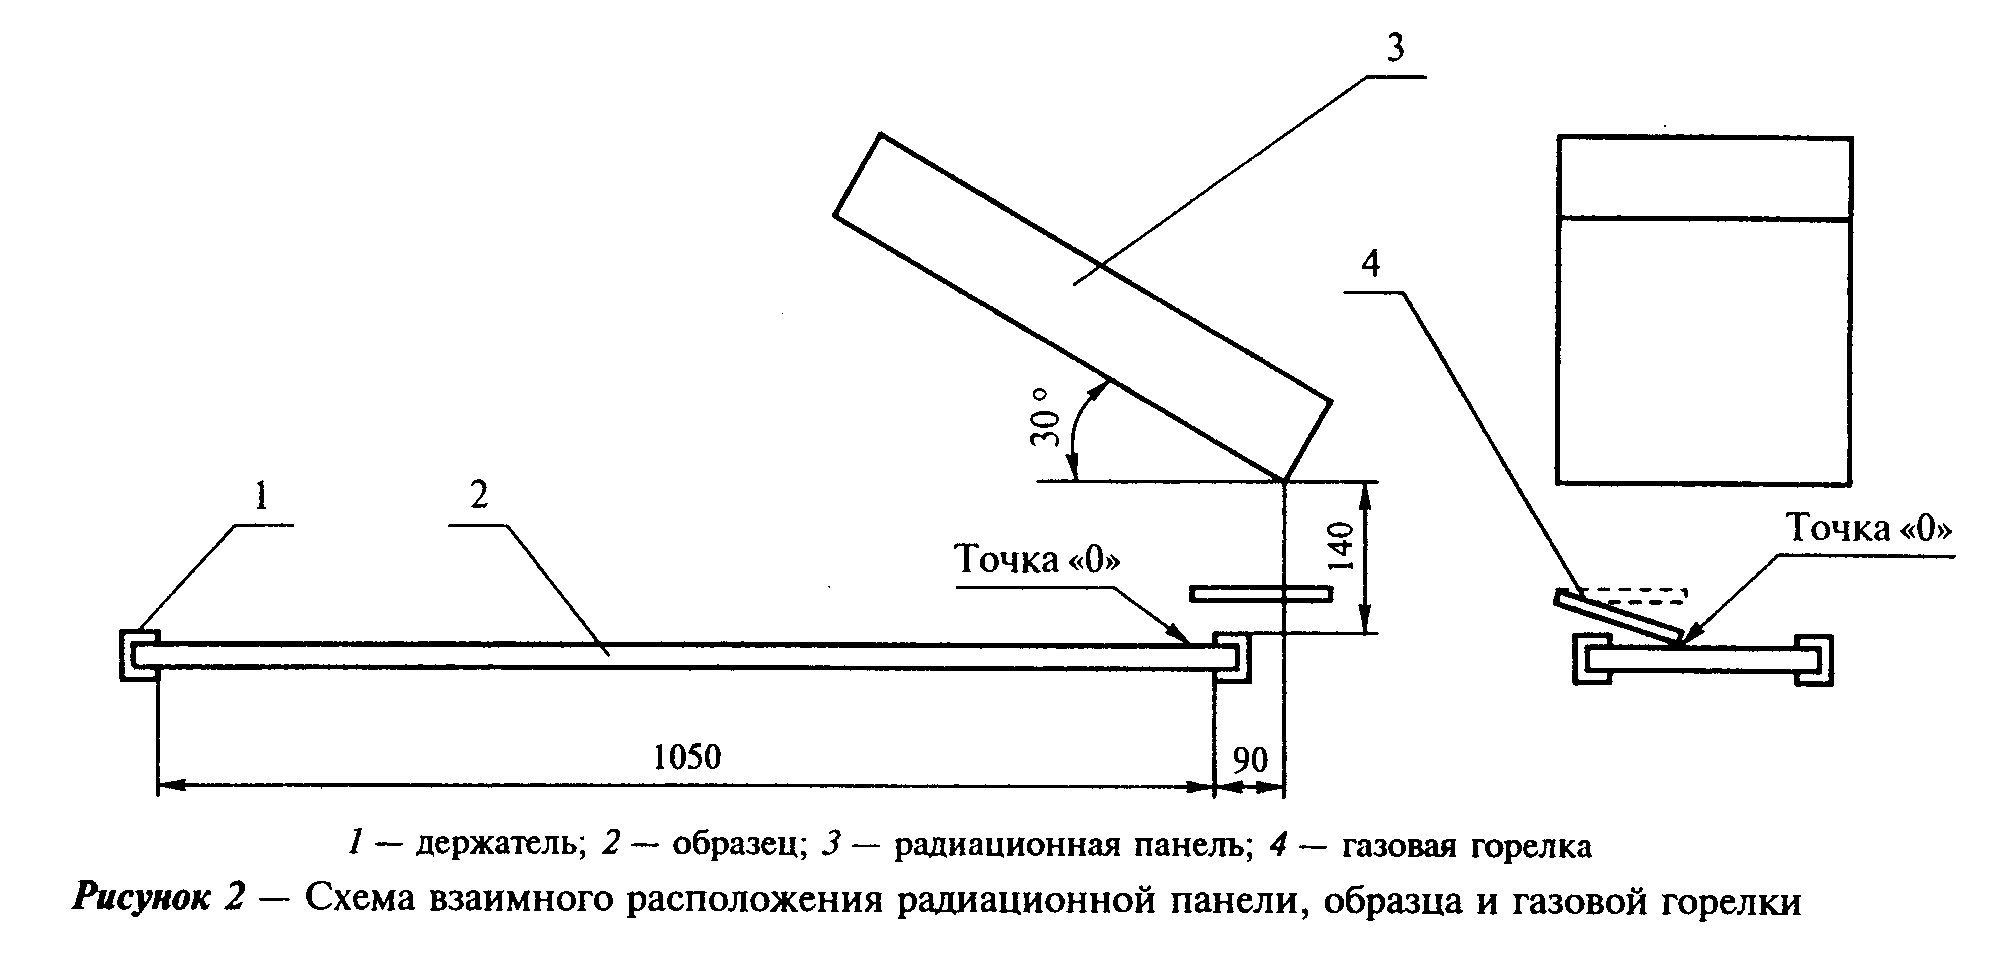 3
4
30°
1
2
Точка «0»
140
Точка «0»
1050
90
1 — держатель; 2 — образец; 3 — радиационная панель; 4 — газовая горелка
Рисунок 2 — Схема взаимного расположения радиационной панели, образца и газовой горелки